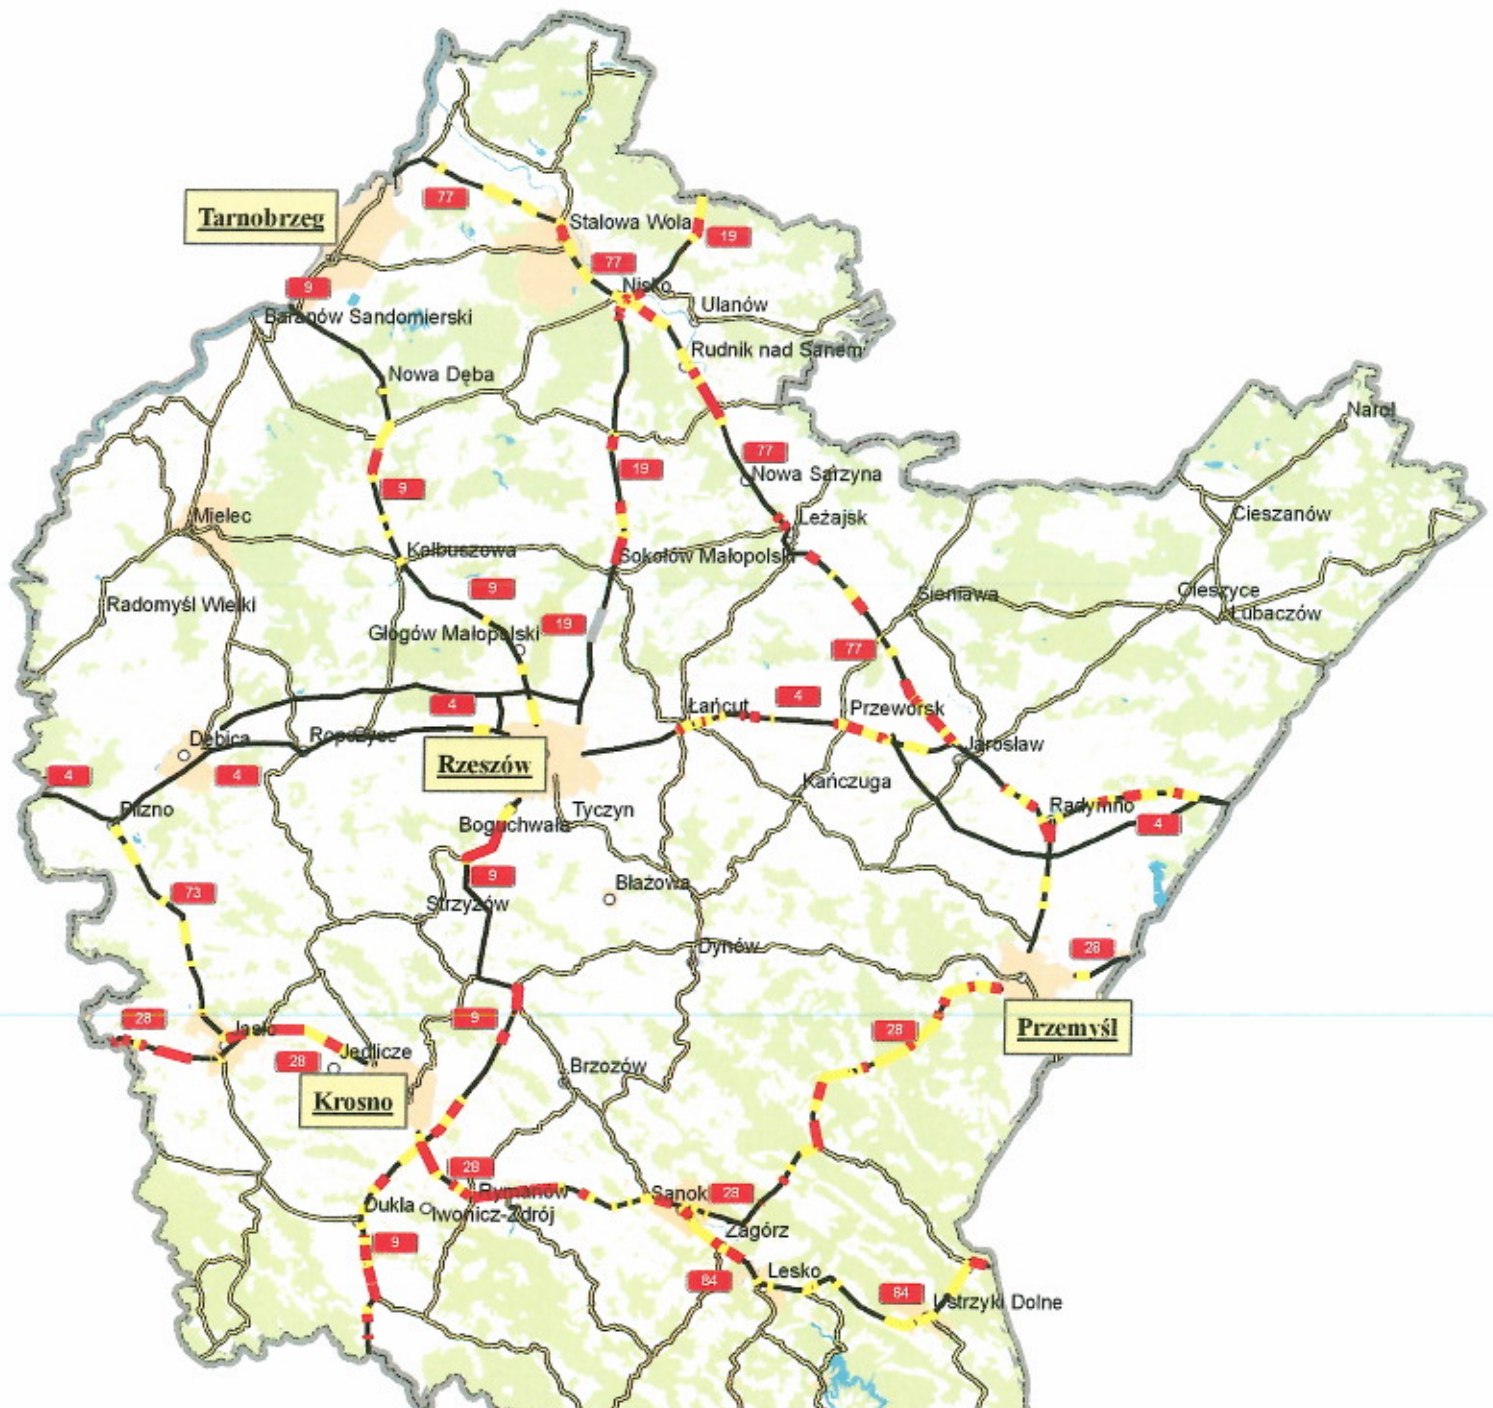 77
Tarnobrzeg
Stalowa Wola
19
77
Nisko
9
Ulanów
Baranów Sandomierski
Rudnik nad Sanem
Nowa Dęba
Narol
77
19
Nowa Sarzyna
9
Mielec
Leżajsk
Cieszanów
Kolbuszowa
Sokołów Małopolski
9
Sieniawa
Oleszyce
Radomyśl Wielki
Lubaczów
19
Głogów Małopolski
77
4
4
Łańcut
Przeworsk
Dębica
Ropczyce
Jarosław
Rzeszów
4
4
Kańczuga
Pilzno
Tyczyn
Radymno
Boguchwała
4
9
Błażowa
73
Strzyżów
Dynów
28
28
9
Jasło
28
Przemyśl
28
Jedlicze
Brzozów
Krosno
28
Rymanów
Sanok
28
Dukla
Iwonicz-Zdrój
Zagórz
9
Lesko
84
84
Ustrzyki Dolne